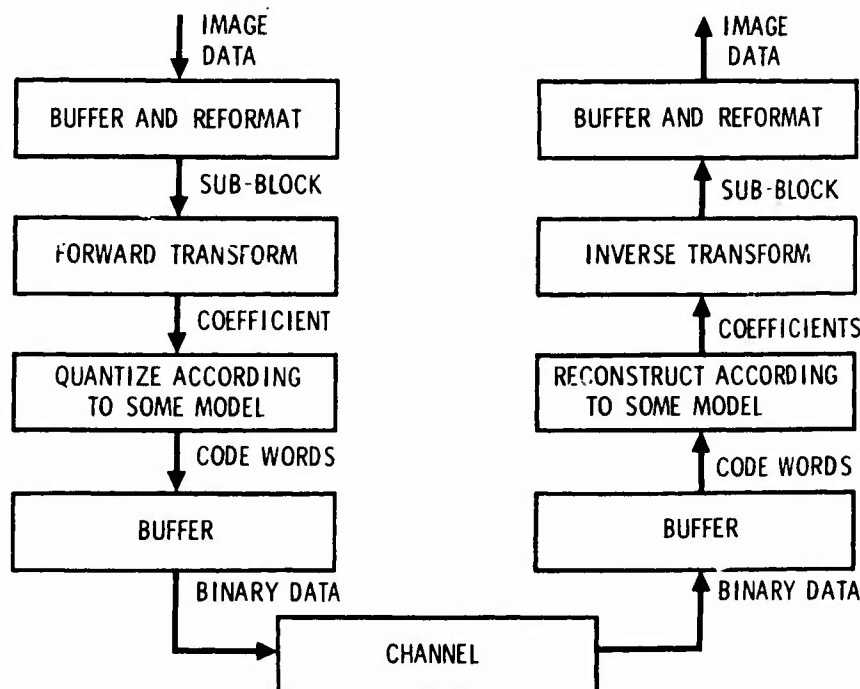 IMAGE
DATA
BUFFER AND REFORMAT
SUB-BLOCK
FORWARD TRANSFORM
COEFFICIENT
QUANTIZE ACCORDING
TO SOME MODEL
CODE WORDS
BUFFER
BINARY DATA
CHANNEL
IMAGE
DATA
BUFFER AND REFORMAT
SUB-BLOCK
INVERSE TRANSFORM
COEFFICIENTS
RECONSTRUCT ACCORDING
TO SOME MODEL
CODE WORDS
BUFFER
BINARY DATA